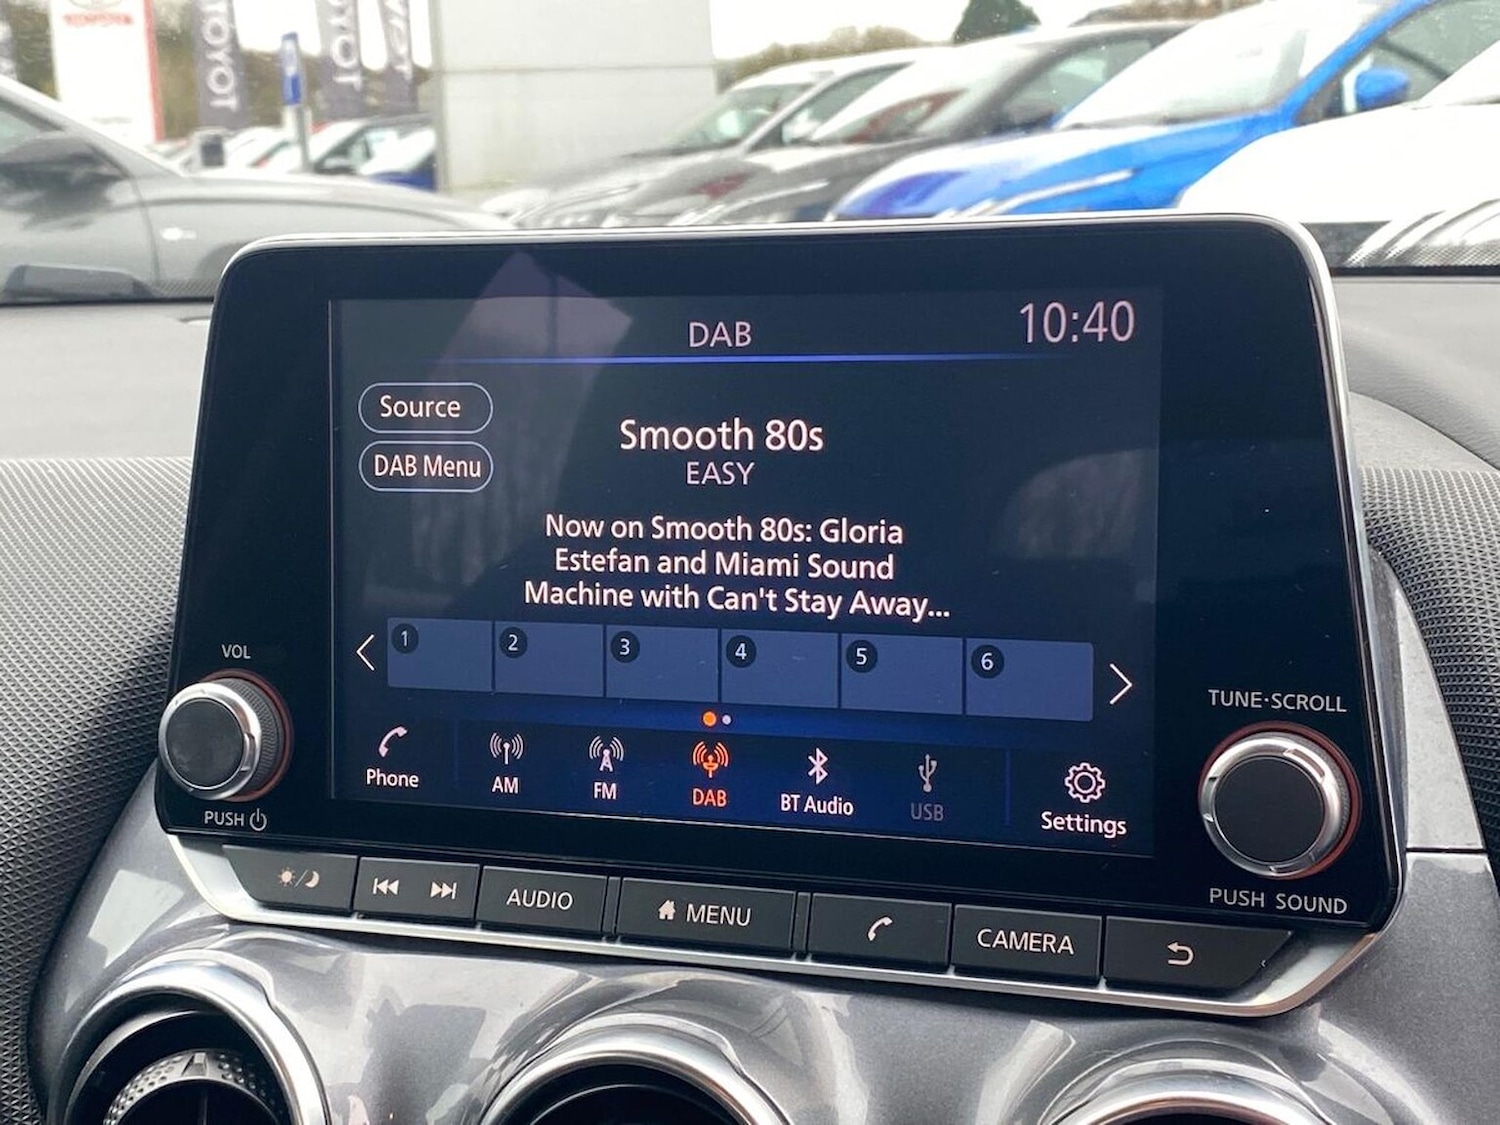 TOYOTA
DAB
10:40
Source
DAB Menu
Smooth 80s
EASY
Now on Smooth 80s: Gloria
Estefan and Miami Sound
Machine with Can't Stay Away...
1 2 3 4 5 6
VOL
PUSH
TUNE·SCROLL
PUSH SOUND
Phone
AM
FM
DAB
BT Audio
USB
Settings
AUDIO
MENU
CAMERA